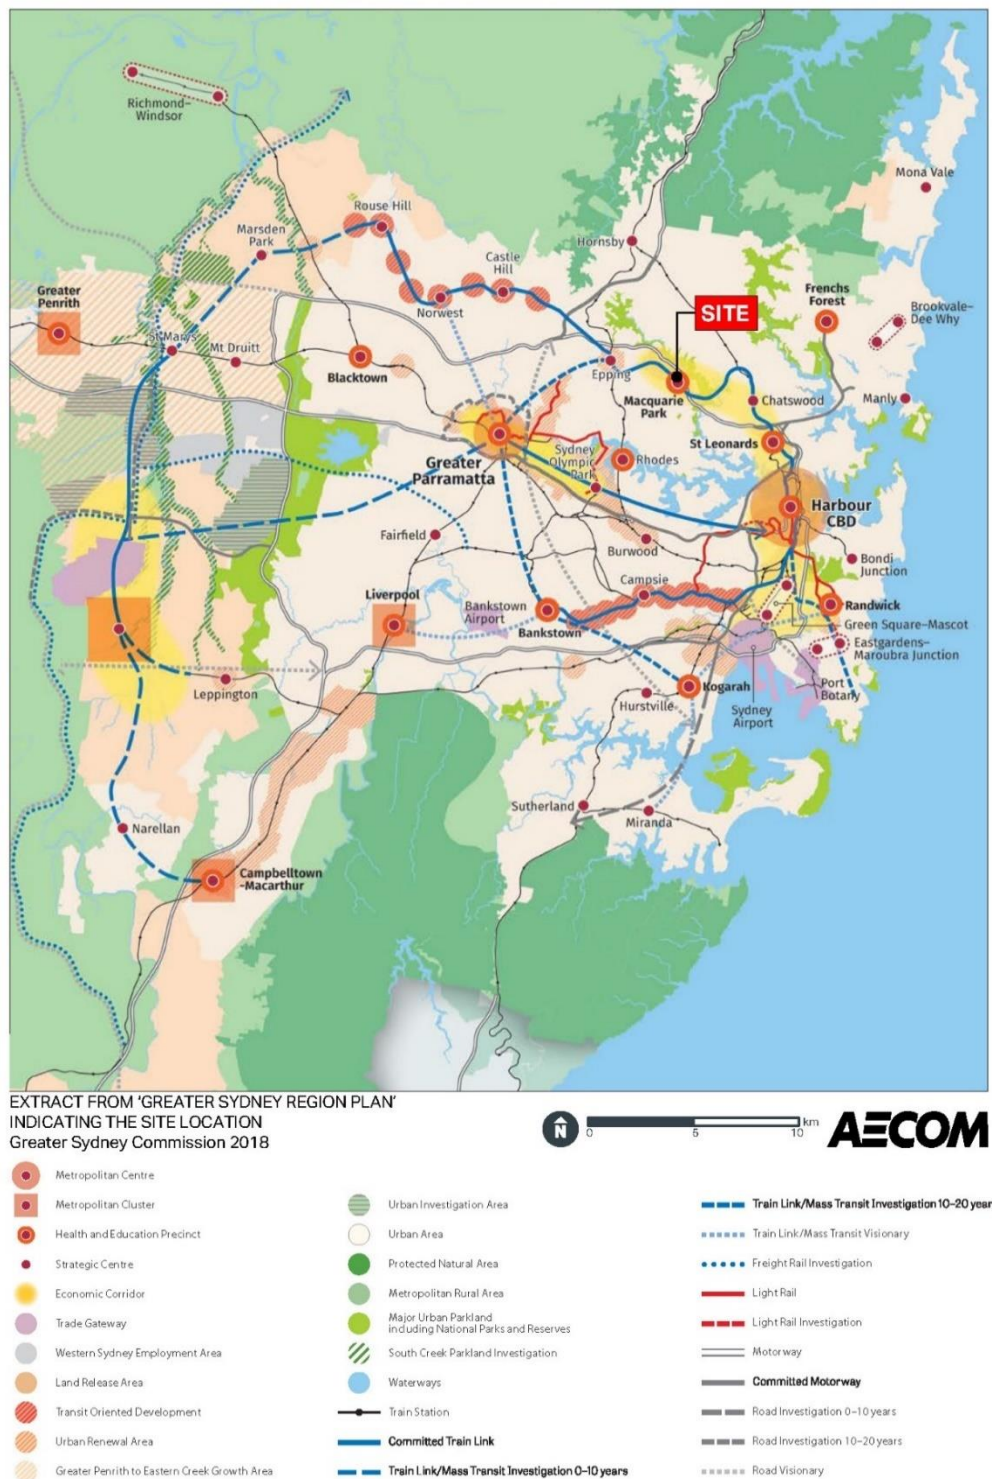 Richmond–
Windsor
Mona Vale
Rouse Hill
Marsden
Park
Hornsby
Castle
Hill
Greater
Penrith
Norwest
SITE
Frenchs
Forest
Brookvale–
Dee Why
St Marys
Mt Druitt
Blacktown
Epping
Macquarie
Park
Chatswood
Manly
St Leonards
Greater
Parramatta
Sydney
Olympic
Park
Rhodes
Harbour
CBD
Fairfield
Burwood
Bondi
Junction
Liverpool
Campsie
Bankstown
Airport
Bankstown
Randwick
Green Square–Mascot
Eastgardens–
Maroubra Junction
Leppington
Kogarah
Hurstville
Port
Botany
Sydney
Airport
Sutherland
Miranda
Narellan
Campbelltown
-Macarthur
EXTRACT FROM 'GREATER SYDNEY REGION PLAN'
INDICATING THE SITE LOCATION
Greater Sydney Commission 2018
N
0 5 10 km
AECOM
Metropolitan Centre
Metropolitan Cluster
Health and Education Precinct
Strategic Centre
Economic Corridor
Trade Gateway
Western Sydney Employment Area
Land Release Area
Transit Oriented Development
Urban Renewal Area
Greater Penrith to Eastern Creek Growth Area
Urban Investigation Area
Urban Area
Protected Natural Area
Metropolitan Rural Area
Major Urban Parkland
including National Parks and Reserves
South Creek Parkland Investigation
Waterways
Train Station
Committed Train Link
Train Link/Mass Transit Investigation 0–10 years
Train Link/Mass Transit Investigation 10–20 year
Train Link/Mass Transit Visionary
Freight Rail Investigation
Light Rail
Light Rail Investigation
Motorway
Committed Motorway
Road Investigation 0–10 years
Road Investigation 10–20 years
Road Visionary